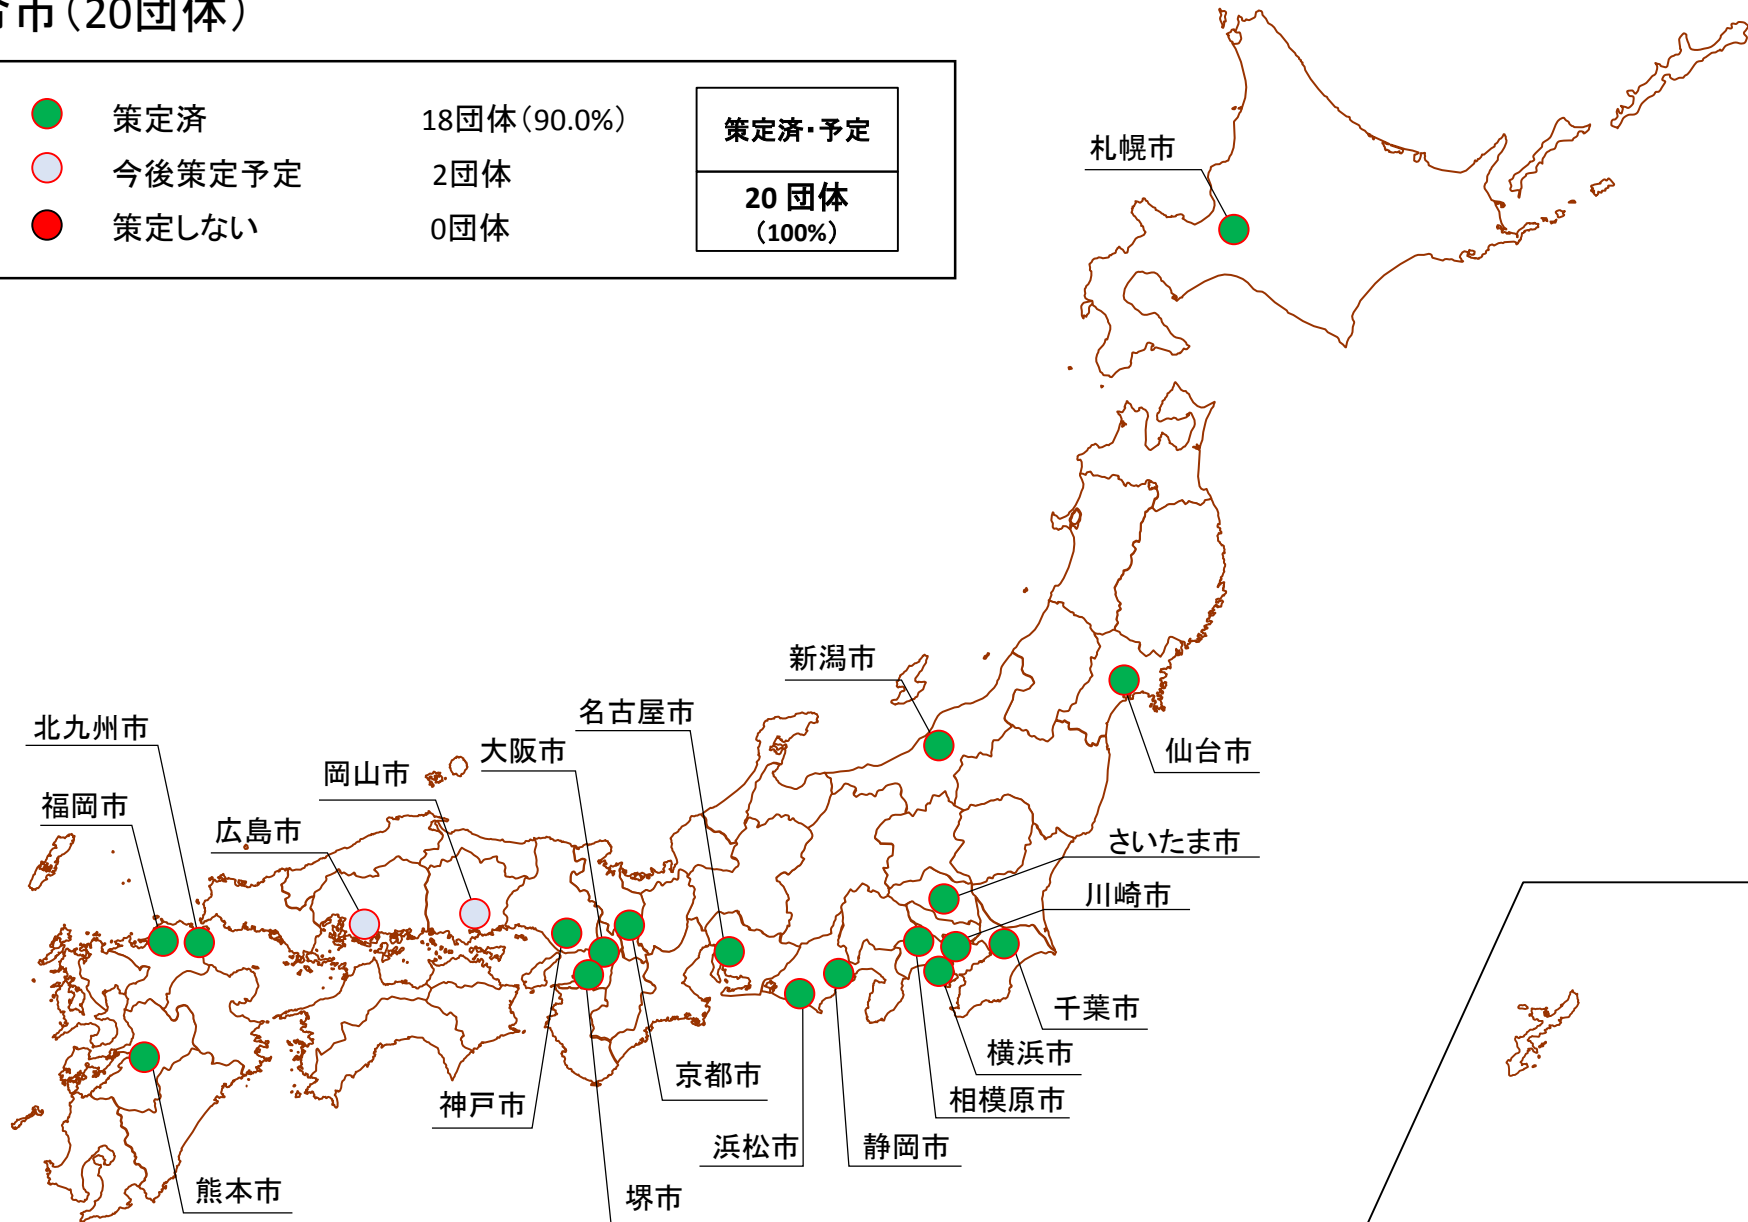 市（20団体）
策定済 18団体（90.0%）
今後策定予定 2団体
策定しない 0団体
策定済・予定
20 団体
（100%）
札幌市
新潟市
仙台市
名古屋市
北九州市
大阪市
岡山市
福岡市
広島市
さいたま市
川崎市
千葉市
横浜市
京都市
相模原市
神戸市
浜松市
静岡市
熊本市
堺市